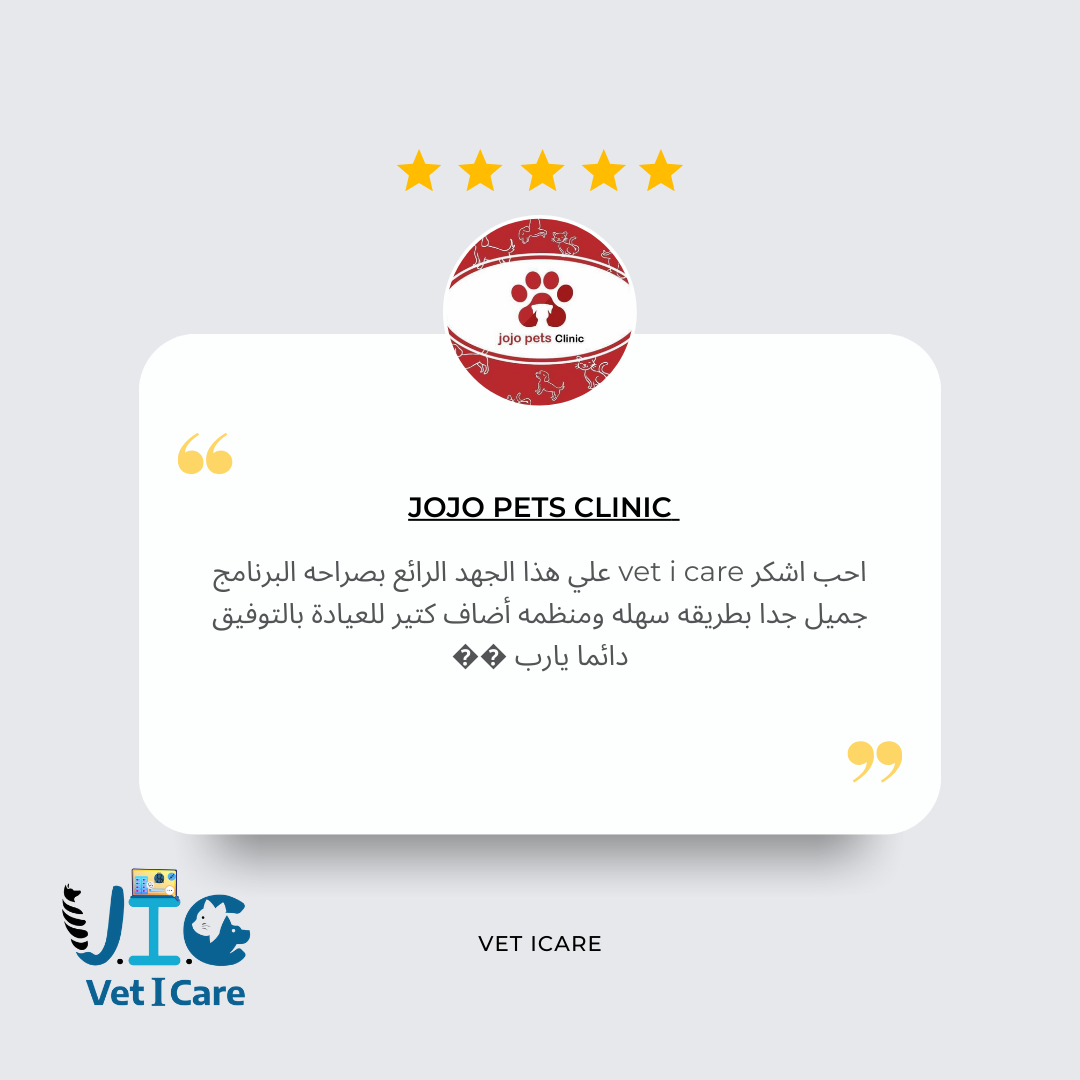 jojo pets Clinic
JOJO PETS CLINIC
احب اشكر vet i care علي هذا الجهد الرائع بصراحه البرنامج
جميل جدا بطريقه سهله ومنظمه أضاف كتير للعيادة بالتوفيق
دائما يارب ��
V.I.C
Vet I Care
VET ICARE